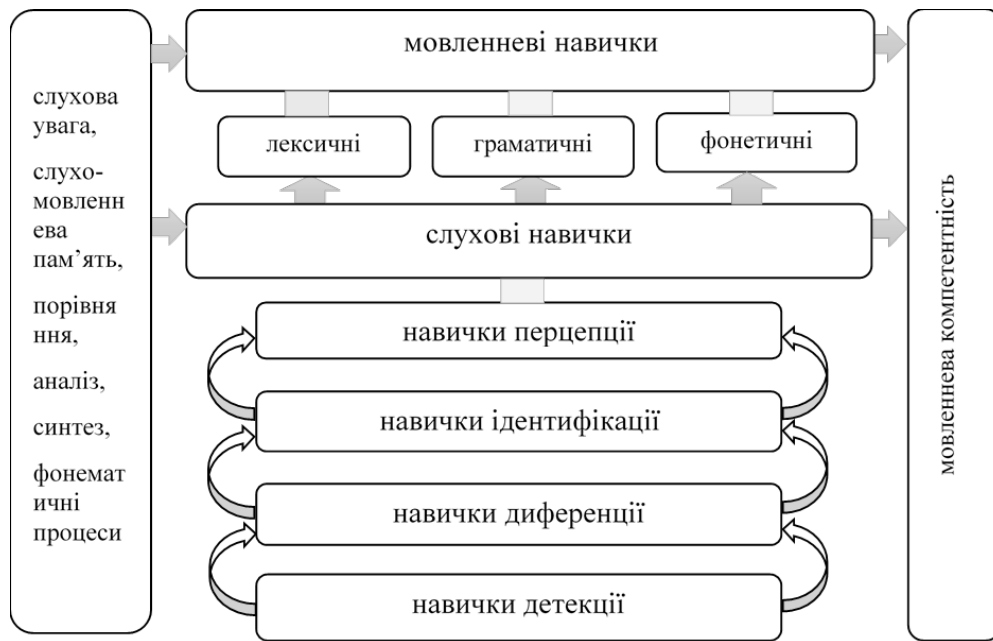 слухова
увага,
слухо-
мовленн
єва
пам’ять,
порівня
ння,
аналіз,
синтез,
фонемат
ичні
процеси
мовленнєві навички
лексичні
граматичні
фонетичні
слухові навички
навички перцепції
навички ідентифікації
навички диференції
навички детекції
мовленнєва компетентність